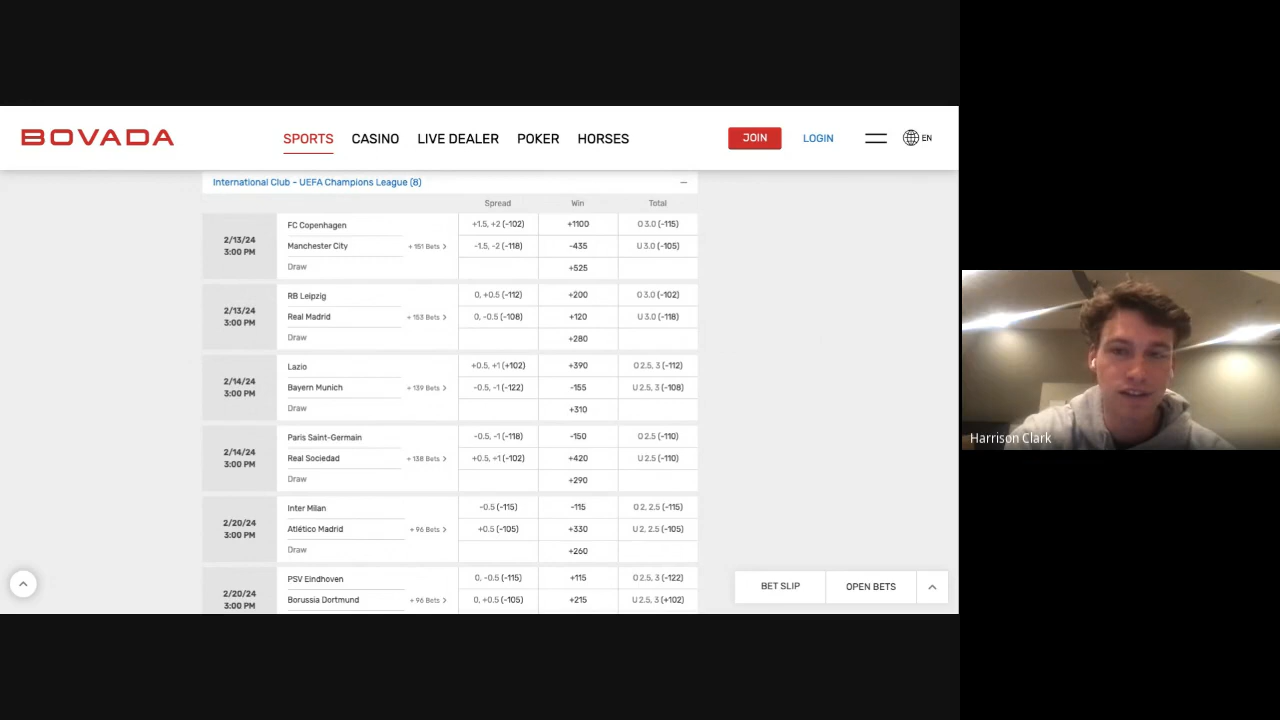 BOVADA
SPORTS CASINO LIVE DEALER POKER HORSES
JOIN LOGIN EN
International Club - UEFA Champions League (8) –
Spread Win Total
2/13/24
3:00 PM
FC Copenhagen +1.5, +2 (-102) +1100 O 3.0 (-115)
Manchester City + 151 Bets > -1.5, -2 (-118) -435 U 3.0 (-105)
Draw +525
2/13/24
3:00 PM
RB Leipzig 0, +0.5 (-112) +200 O 3.0 (-102)
Real Madrid + 153 Bets > 0, -0.5 (-108) +120 U 3.0 (-118)
Draw +280
2/14/24
3:00 PM
Lazio +0.5, +1 (+102) +390 O 2.5, 3 (-112)
Bayern Munich + 139 Bets > -0.5, -1 (-122) -155 U 2.5, 3 (-108)
Draw +310
2/14/24
3:00 PM
Paris Saint-Germain -0.5, -1 (-118) -150 O 2.5 (-110)
Real Sociedad + 138 Bets > +0.5, +1 (-102) +420 U 2.5 (-110)
Draw +290
2/20/24
3:00 PM
Inter Milan -0.5 (-115) -115 O 2, 2.5 (-115)
Atlético Madrid + 96 Bets > +0.5 (-105) +330 U 2, 2.5 (-105)
Draw +260
2/20/24
3:00 PM
PSV Eindhoven 0, -0.5 (-115) +115 O 2.5, 3 (-122)
Borussia Dortmund + 96 Bets > 0, +0.5 (-105) +215 U 2.5, 3 (+102)
BET SLIP OPEN BETS
Harrison Clark